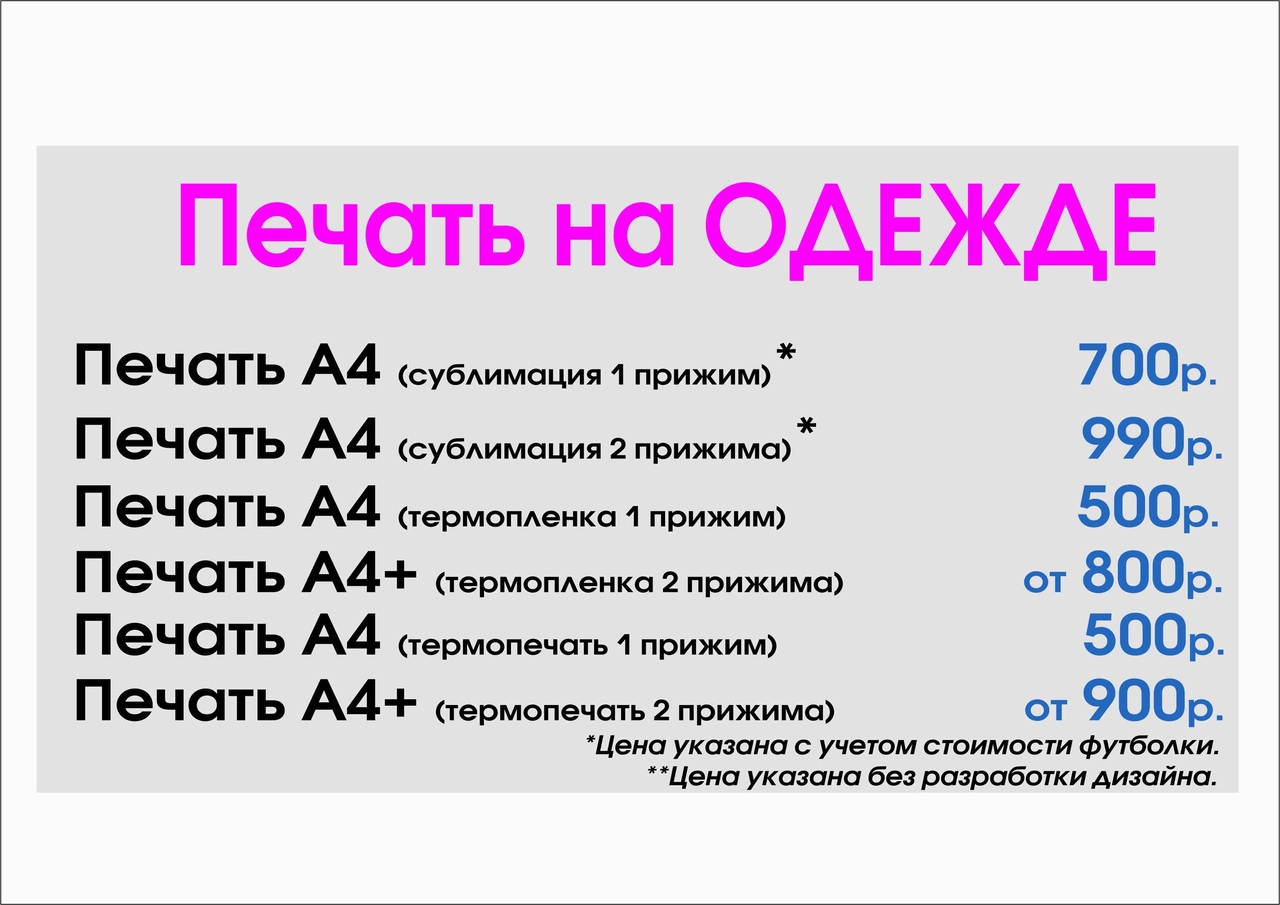 Печать на ОДЕЖДЕ
Печать А4 (сублимация 1 прижим)* 700р.
Печать А4 (сублимация 2 прижима)* 990р.
Печать А4 (термопленка 1 прижим) 500р.
Печать А4+ (термопленка 2 прижима) от 800р.
Печать А4 (термопечать 1 прижим) 500р.
Печать А4+ (термопечать 2 прижима) от 900р.
*Цена указана с учетом стоимости футболки.
**Цена указана без разработки дизайна.